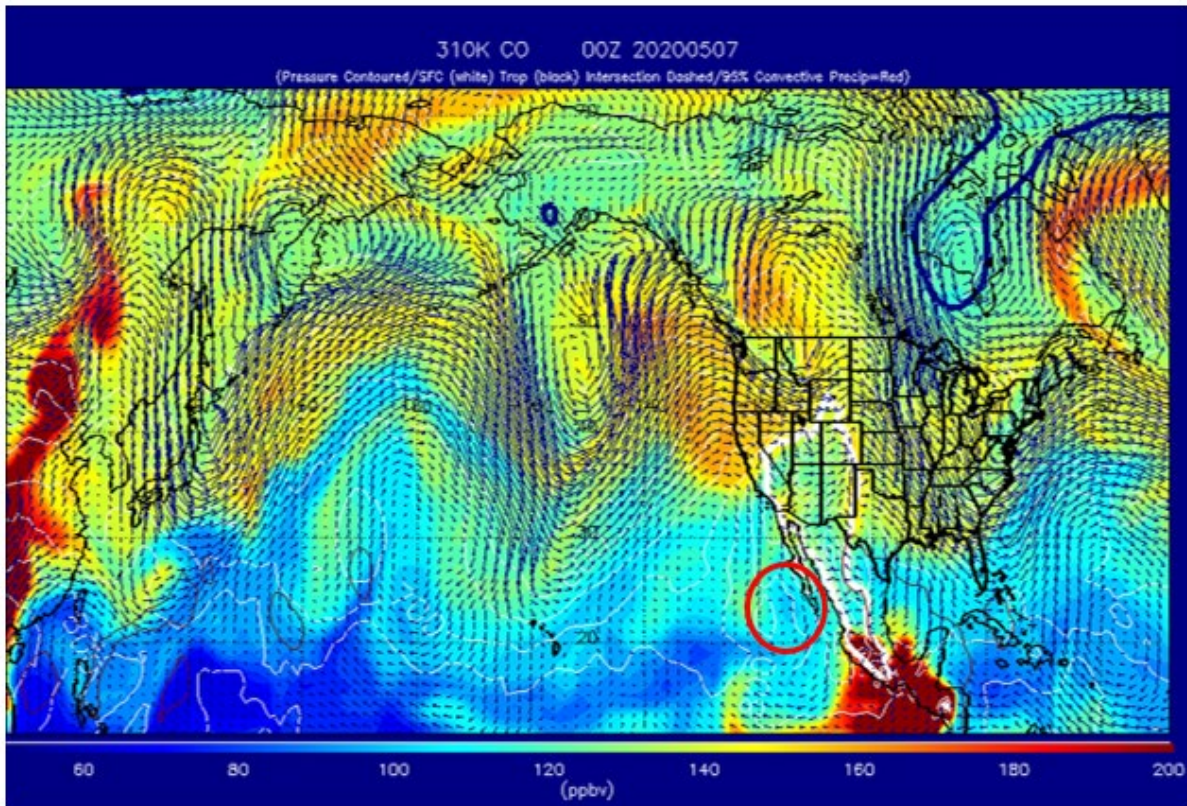 310K CO 00Z 20200507
{Pressure Contoured/SFC (white) Trop (black) Intersection Dashed/95% Convective Precip=Red}
20
60 80 100 120 140 160 180 200
(ppbv)